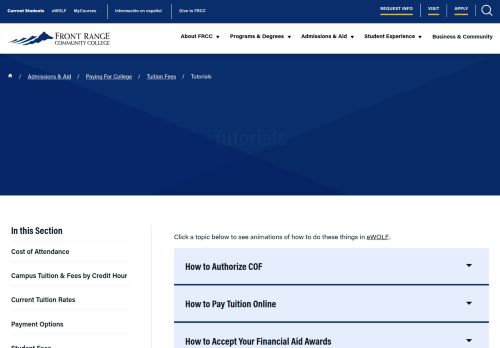 Current Students eWOLF MyCourses Información en español Give to FRCC REQUEST INFO VISIT APPLY
FRONT RANGE
COMMUNITY COLLEGE
About FRCC Programs & Degrees Admissions & Aid Student Experience Business & Community
/ Admissions & Aid / Paying For College / Tuition Fees / Tutorials
Tutorials
In this Section
Cost of Attendance
Campus Tuition & Fees by Credit Hour
Current Tuition Rates
Payment Options
Student Fees
Click a topic below to see animations of how to do these things in eWOLF.
How to Authorize COF
How to Pay Tuition Online
How to Accept Your Financial Aid Awards